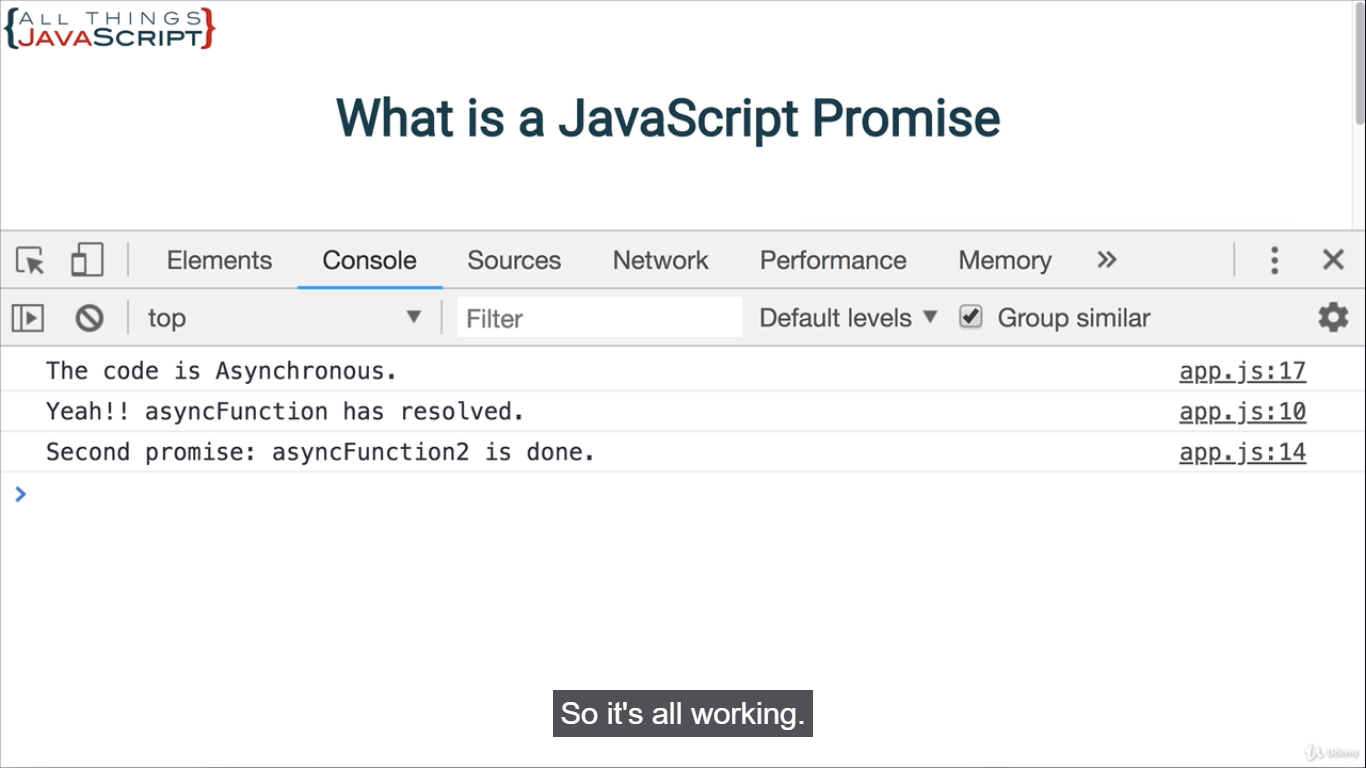 {ALL THINGS
JAVASCRIPT}
What is a JavaScript Promise
Elements Console Sources Network Performance Memory »
top Filter Default levels Group similar
The code is Asynchronous. app.js:17
Yeah!! asyncFunction has resolved. app.js:10
Second promise: asyncFunction2 is done. app.js:14
>
So it's all working.
Udemy